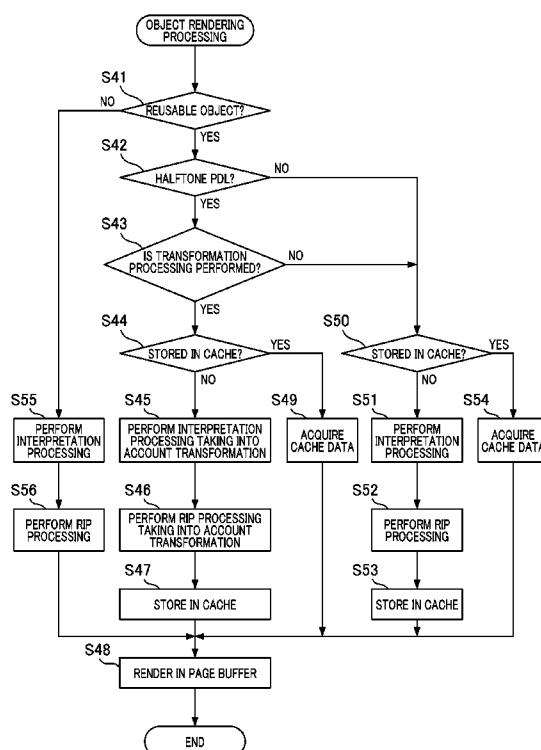 OBJECT RENDERING
PROCESSING
S41
NO
REUSABLE OBJECT?
YES
S42
HALFTONE PDL?
NO
YES
S43
IS TRANSFORMATION
PROCESSING PERFORMED?
NO
YES
S44
STORED IN CACHE?
YES
NO
S50
STORED IN CACHE?
YES
NO
S55
PERFORM
INTERPRETATION
PROCESSING
S45
PERFORM INTERPRETATION
PROCESSING TAKING INTO
ACCOUNT TRANSFORMATION
S49
ACQUIRE
CACHE DATA
S51
PERFORM
INTERPRETATION
PROCESSING
S54
ACQUIRE
CACHE DATA
S56
PERFORM RIP
PROCESSING
S46
PERFORM RIP PROCESSING
TAKING INTO ACCOUNT
TRANSFORMATION
S52
PERFORM RIP
PROCESSING
S47
STORE IN CACHE
S53
STORE IN CACHE
S48
RENDER IN PAGE BUFFER
END